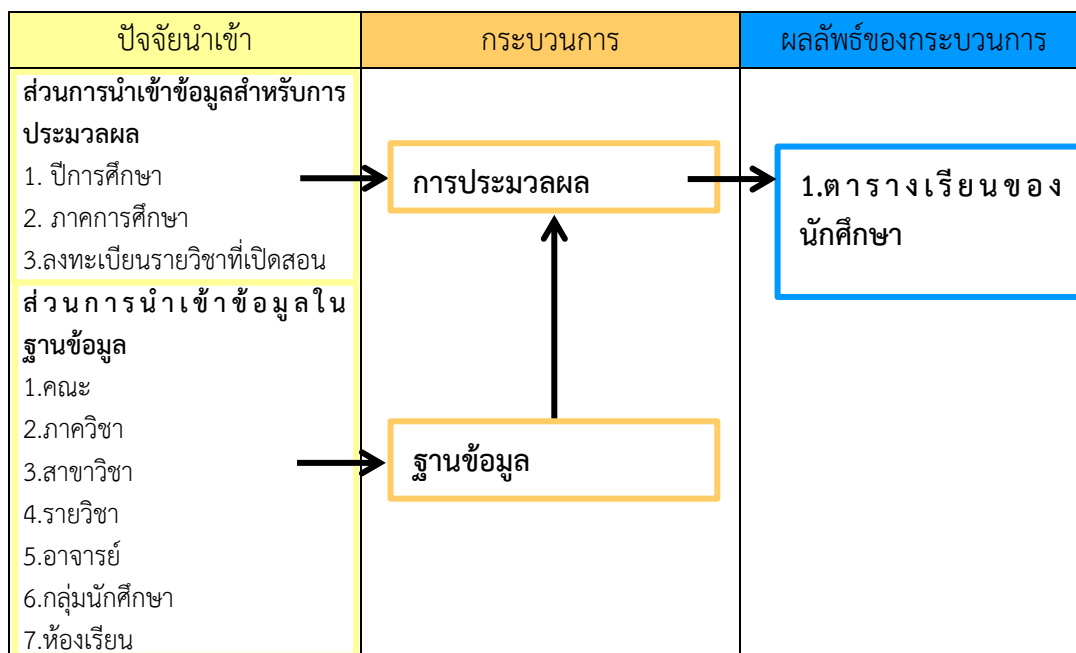 ปัจจัยนำเข้า
กระบวนการ
ผลลัพธ์ของกระบวนการ
ส่วนการนำเข้าข้อมูลสำหรับการ
ประมวลผล
1. ปีการศึกษา
2. ภาคการศึกษา
3.ลงทะเบียนรายวิชาที่เปิดสอน
ส่วนการนำเข้าข้อมูลใน
ฐานข้อมูล
1.คณะ
2.ภาควิชา
3.สาขาวิชา
4.รายวิชา
5.อาจารย์
6.กลุ่มนักศึกษา
7.ห้องเรียน
การประมวลผล
ฐานข้อมูล
1.ตารางเรียนของ
นักศึกษา